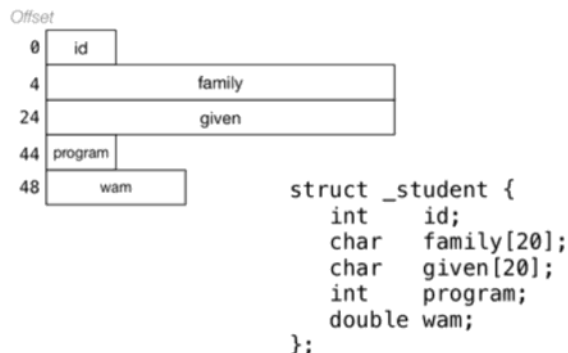 Offset
0 id
4 family
24 given
44 program
48 wam
struct _student {
int id;
char family[20];
char given[20];
int program;
double wam;
};